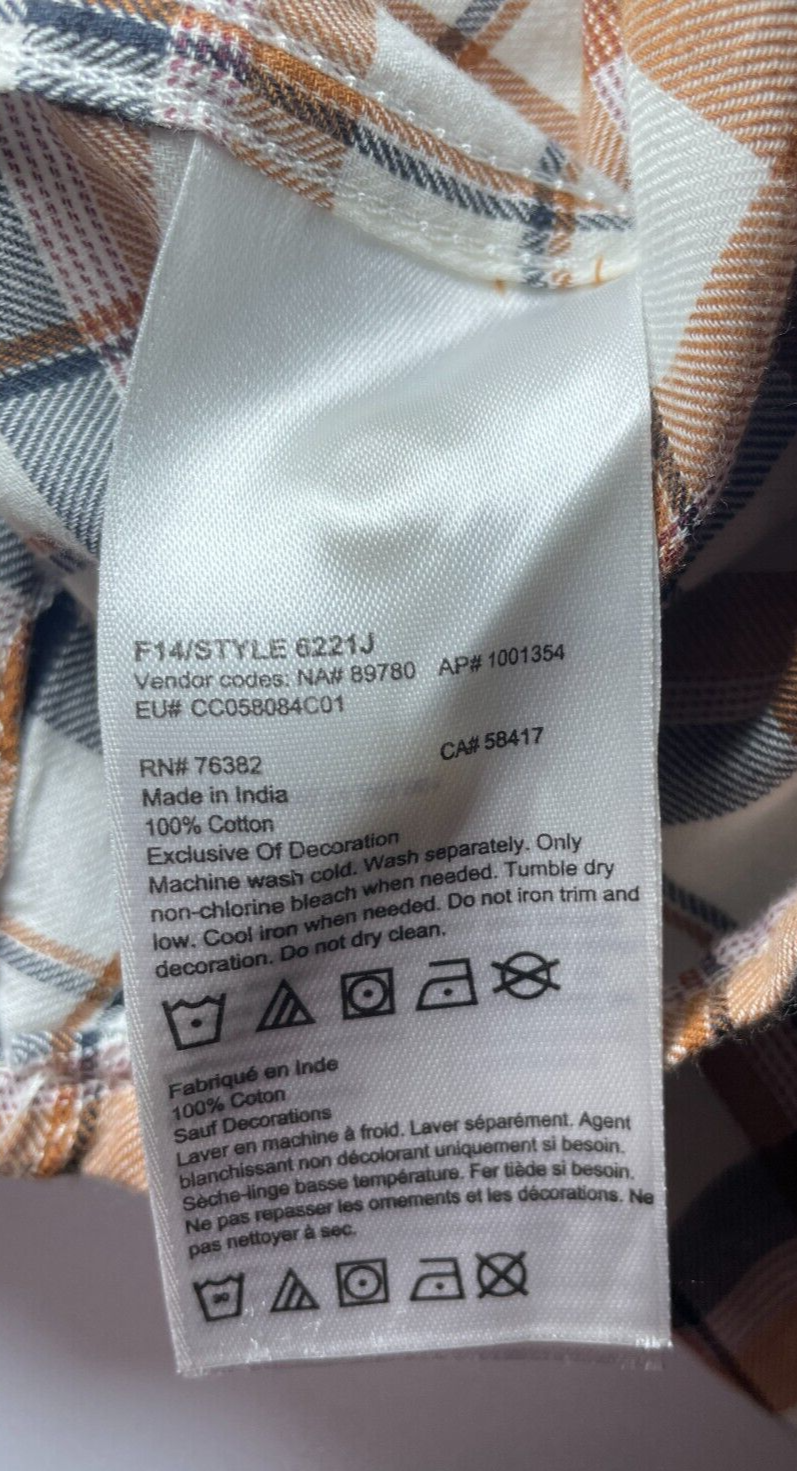 F14/STYLE 6221J
Vendor codes: NA# 89780 AP# 1001354
EU# CC058084C01
RN# 76382 CA# 58417
Made in India
100% Cotton
Exclusive Of Decoration
Machine wash cold. Wash separately. Only
non-chlorine bleach when needed. Tumble dry
low. Cool iron when needed. Do not iron trim and
decoration. Do not dry clean.
Fabriqué en Inde
100% Coton
Sauf Decorations
Laver en machine à froid. Laver séparément. Agent
blanchissant non décolorant uniquement si besoin.
Sèche-linge basse température. Fer tiède si besoin.
Ne pas repasser les ornements et les décorations. Ne
pas nettoyer à sec.